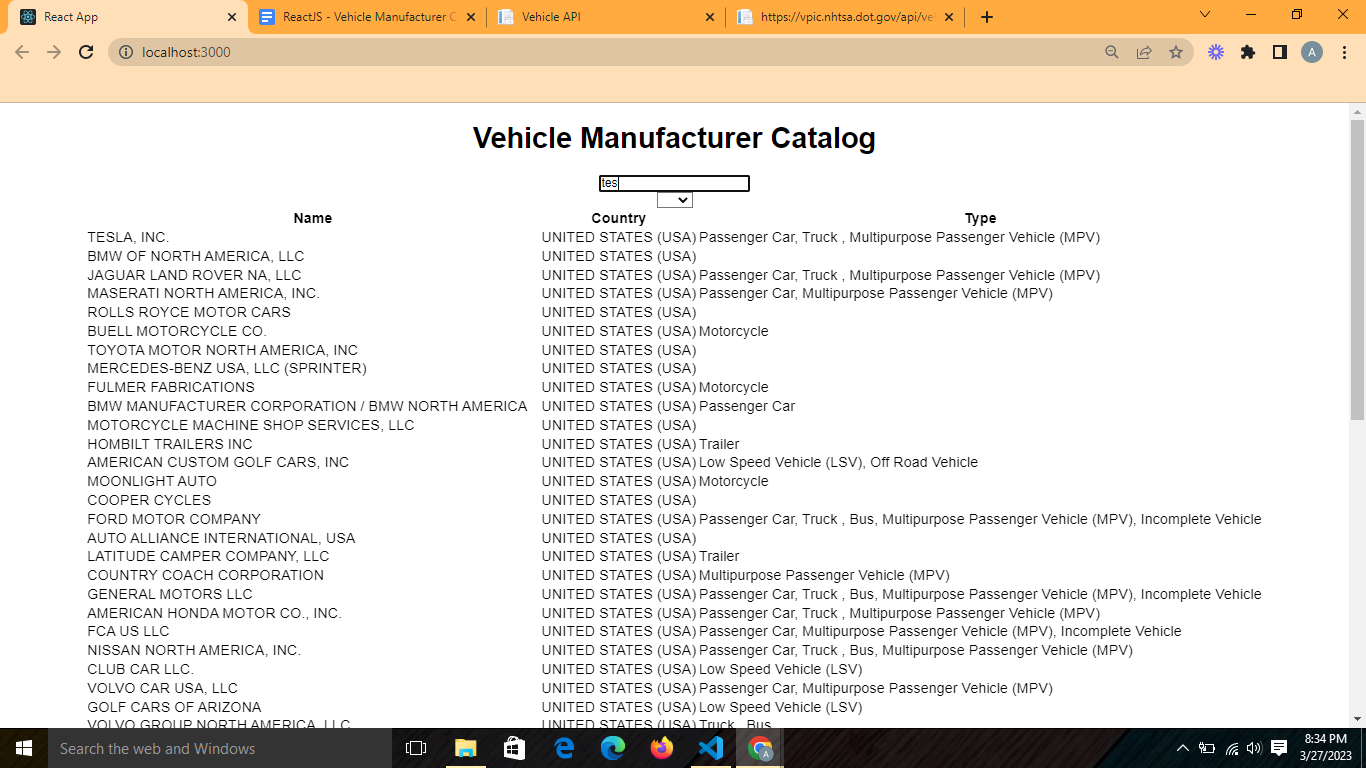 React App
ReactJS - Vehicle Manufacturer C
Vehicle API
https://vpic.nhtsa.dot.gov/api/ve
localhost:3000
A
Vehicle Manufacturer Catalog
tes
Name Country Type
TESLA, INC. UNITED STATES (USA) Passenger Car, Truck , Multipurpose Passenger Vehicle (MPV)
BMW OF NORTH AMERICA, LLC UNITED STATES (USA)
JAGUAR LAND ROVER NA, LLC UNITED STATES (USA) Passenger Car, Truck , Multipurpose Passenger Vehicle (MPV)
MASERATI NORTH AMERICA, INC. UNITED STATES (USA) Passenger Car, Multipurpose Passenger Vehicle (MPV)
ROLLS ROYCE MOTOR CARS UNITED STATES (USA)
BUELL MOTORCYCLE CO. UNITED STATES (USA) Motorcycle
TOYOTA MOTOR NORTH AMERICA, INC UNITED STATES (USA)
MERCEDES-BENZ USA, LLC (SPRINTER) UNITED STATES (USA)
FULMER FABRICATIONS UNITED STATES (USA) Motorcycle
BMW MANUFACTURER CORPORATION / BMW NORTH AMERICA UNITED STATES (USA) Passenger Car
MOTORCYCLE MACHINE SHOP SERVICES, LLC UNITED STATES (USA)
HOMBILT TRAILERS INC UNITED STATES (USA) Trailer
AMERICAN CUSTOM GOLF CARS, INC UNITED STATES (USA) Low Speed Vehicle (LSV), Off Road Vehicle
MOONLIGHT AUTO UNITED STATES (USA) Motorcycle
COOPER CYCLES UNITED STATES (USA)
FORD MOTOR COMPANY UNITED STATES (USA) Passenger Car, Truck , Bus, Multipurpose Passenger Vehicle (MPV), Incomplete Vehicle
AUTO ALLIANCE INTERNATIONAL, USA UNITED STATES (USA)
LATITUDE CAMPER COMPANY, LLC UNITED STATES (USA) Trailer
COUNTRY COACH CORPORATION UNITED STATES (USA) Multipurpose Passenger Vehicle (MPV)
GENERAL MOTORS LLC UNITED STATES (USA) Passenger Car, Truck , Bus, Multipurpose Passenger Vehicle (MPV), Incomplete Vehicle
AMERICAN HONDA MOTOR CO., INC. UNITED STATES (USA) Passenger Car, Truck , Multipurpose Passenger Vehicle (MPV)
FCA US LLC UNITED STATES (USA) Passenger Car, Multipurpose Passenger Vehicle (MPV), Incomplete Vehicle
NISSAN NORTH AMERICA, INC. UNITED STATES (USA) Passenger Car, Truck , Bus, Multipurpose Passenger Vehicle (MPV)
CLUB CAR LLC. UNITED STATES (USA) Low Speed Vehicle (LSV)
VOLVO CAR USA, LLC UNITED STATES (USA) Passenger Car, Multipurpose Passenger Vehicle (MPV)
GOLF CARS OF ARIZONA UNITED STATES (USA) Low Speed Vehicle (LSV)
VOLVO GROUP NORTH AMERICA, LLC UNITED STATES (USA) Truck , Bus
Search the web and Windows
A
8:34 PM
3/27/2023